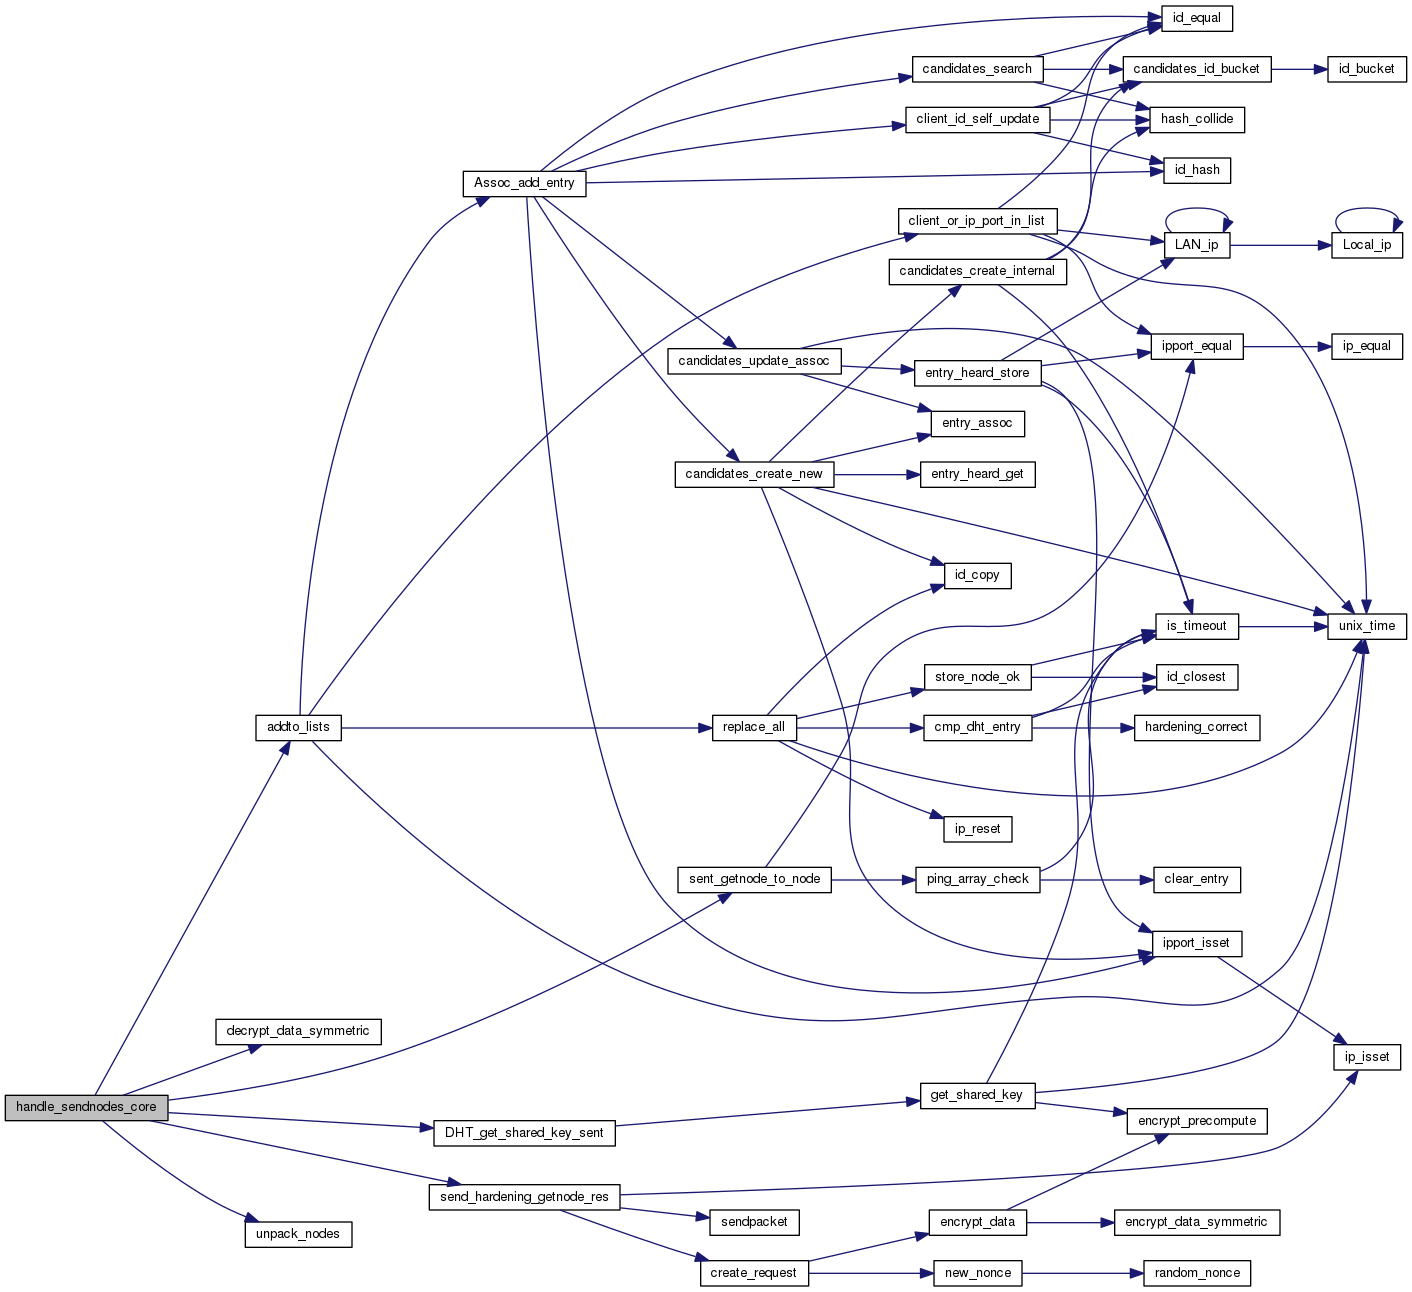 id_equal
candidates_search
candidates_id_bucket
id_bucket
client_id_self_update
hash_collide
id_hash
Assoc_add_entry
client_or_ip_port_in_list
LAN_ip
Local_ip
candidates_create_internal
ipport_equal
ip_equal
candidates_update_assoc
entry_heard_store
entry_assoc
candidates_create_new
entry_heard_get
id_copy
is_timeout
unix_time
store_node_ok
id_closest
addto_lists
replace_all
cmp_dht_entry
hardening_correct
ip_reset
sent_getnode_to_node
ping_array_check
clear_entry
ipport_isset
decrypt_data_symmetric
ip_isset
handle_sendnodes_core
get_shared_key
DHT_get_shared_key_sent
encrypt_precompute
send_hardening_getnode_res
sendpacket
encrypt_data
encrypt_data_symmetric
unpack_nodes
create_request
new_nonce
random_nonce